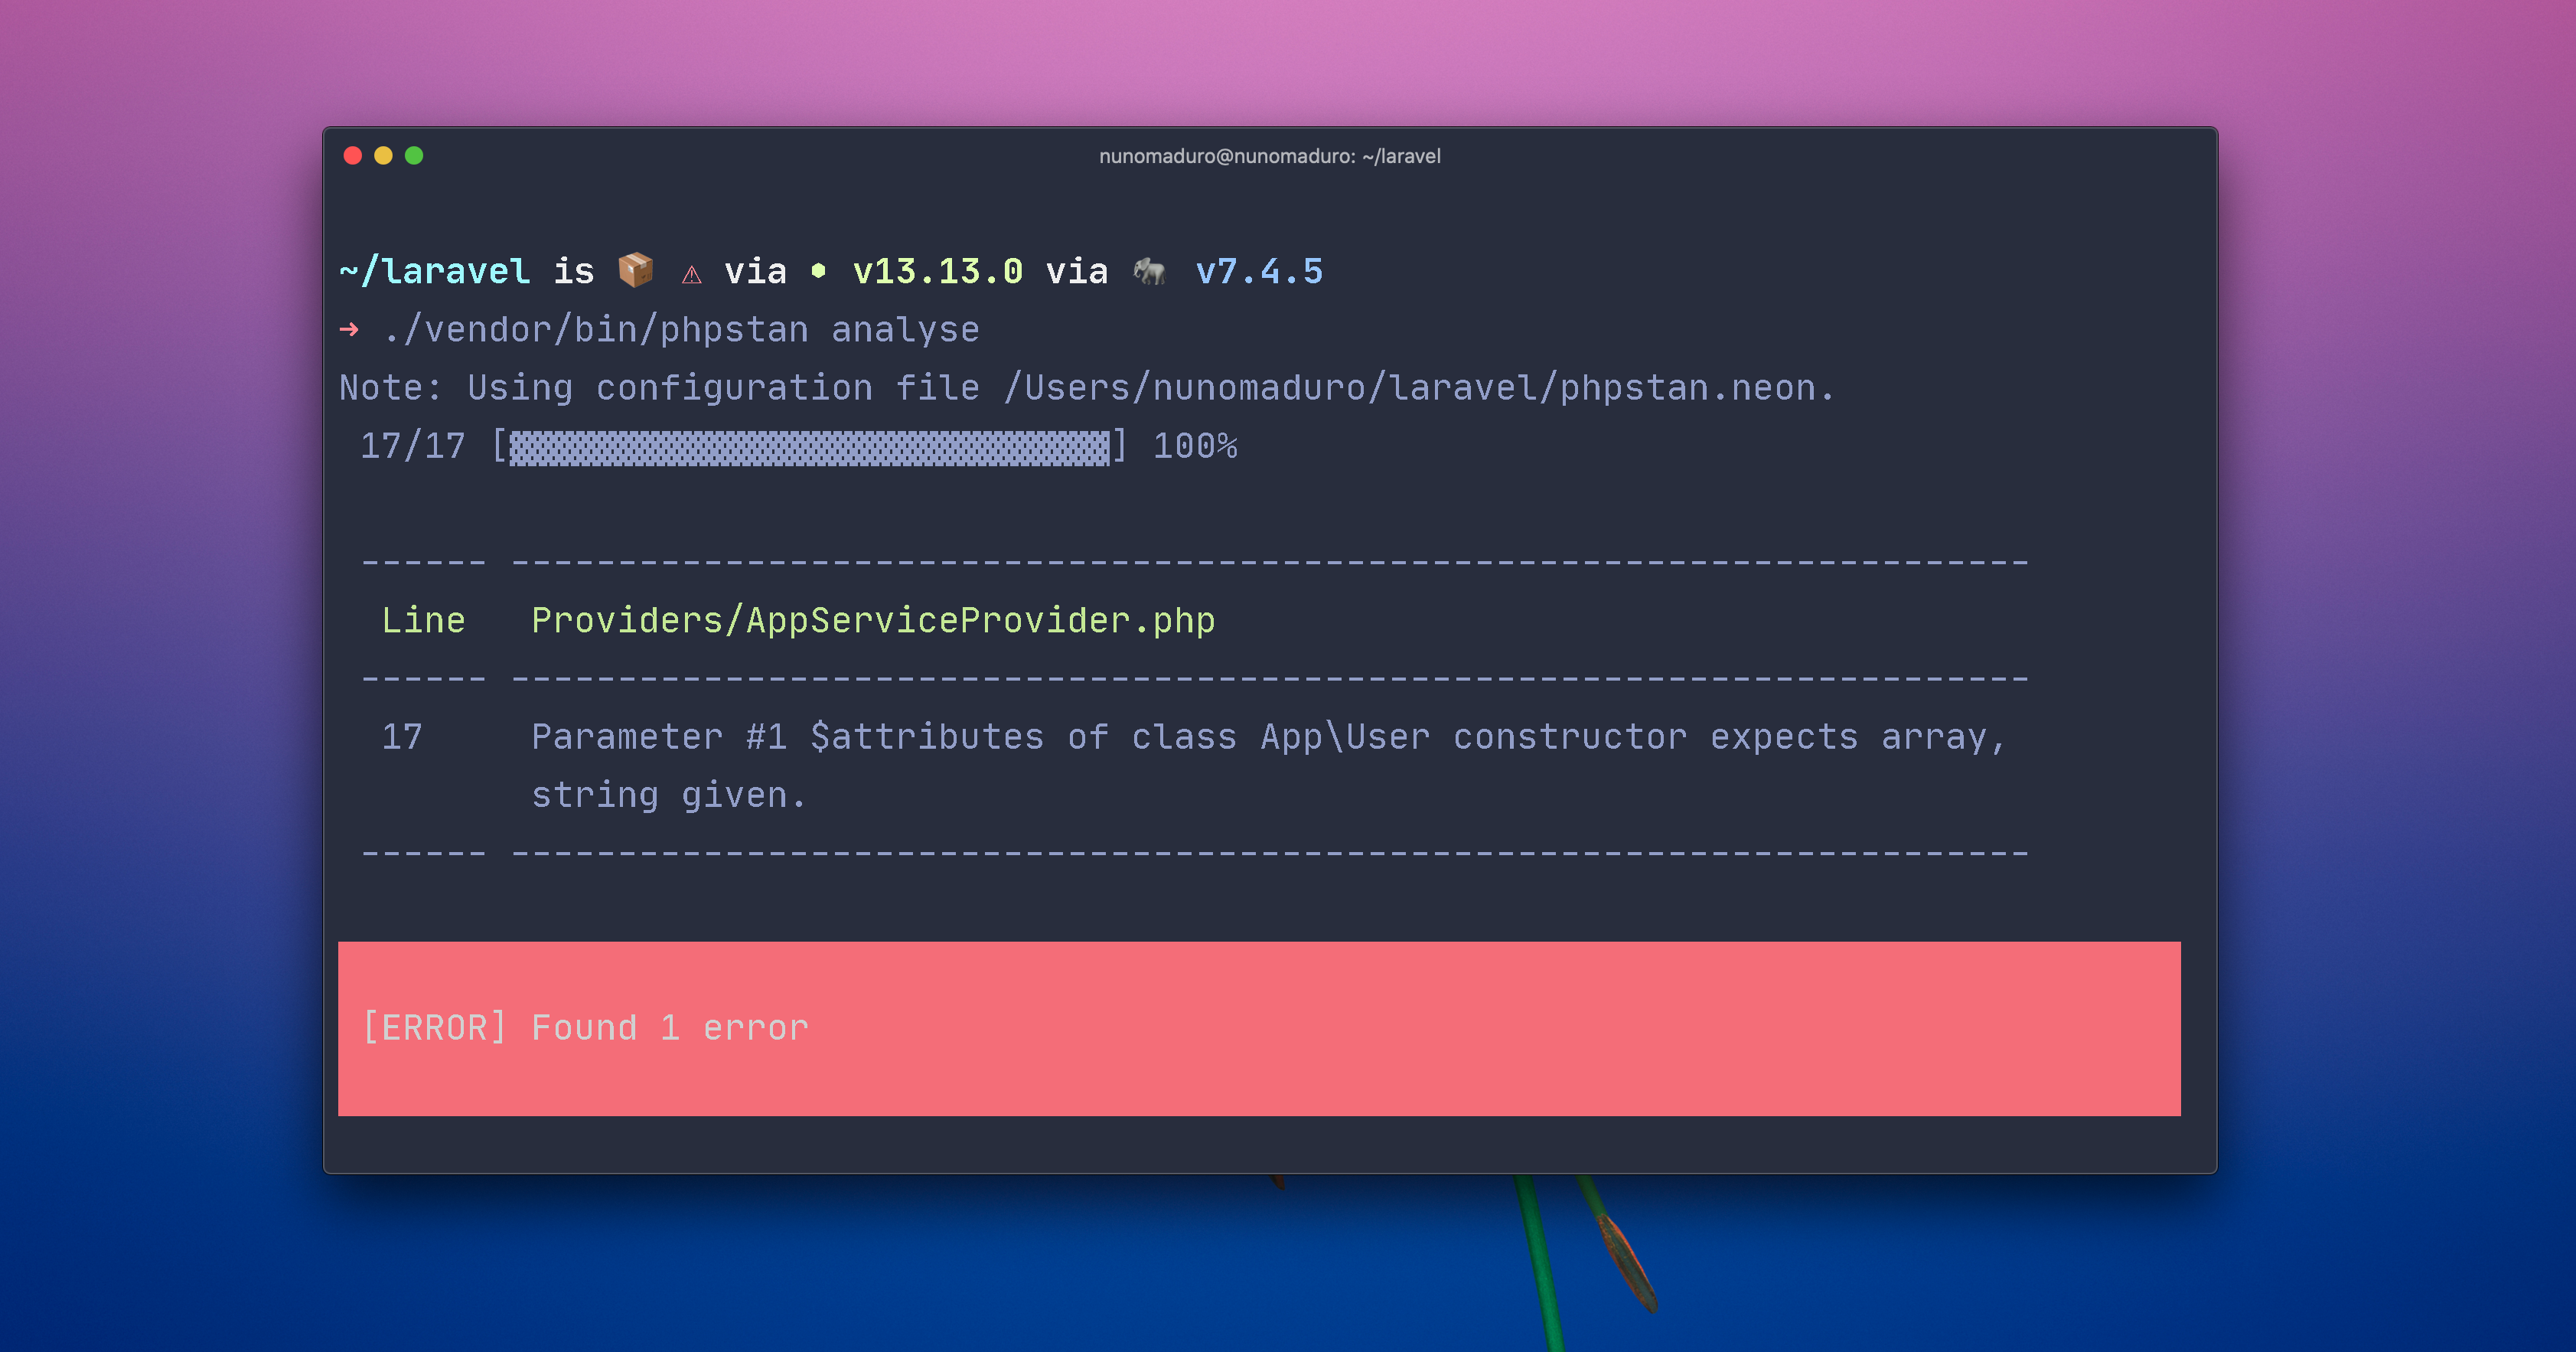 nunomaduro@nunomaduro: ~/laravel
~/laravel is 📦 ⚠ via ⬢ v13.13.0 via 🐘 v7.4.5
➜ ./vendor/bin/phpstan analyse
Note: Using configuration file /Users/nunomaduro/laravel/phpstan.neon.
17/17 [▓▓▓▓▓▓▓▓▓▓▓▓▓▓▓▓▓▓▓▓▓▓▓▓▓▓▓▓] 100%
------ -----------------------------------------------------------------------
Line Providers/AppServiceProvider.php
------ -----------------------------------------------------------------------
17 Parameter #1 $attributes of class App\User constructor expects array,
string given.
------ -----------------------------------------------------------------------
[ERROR] Found 1 error